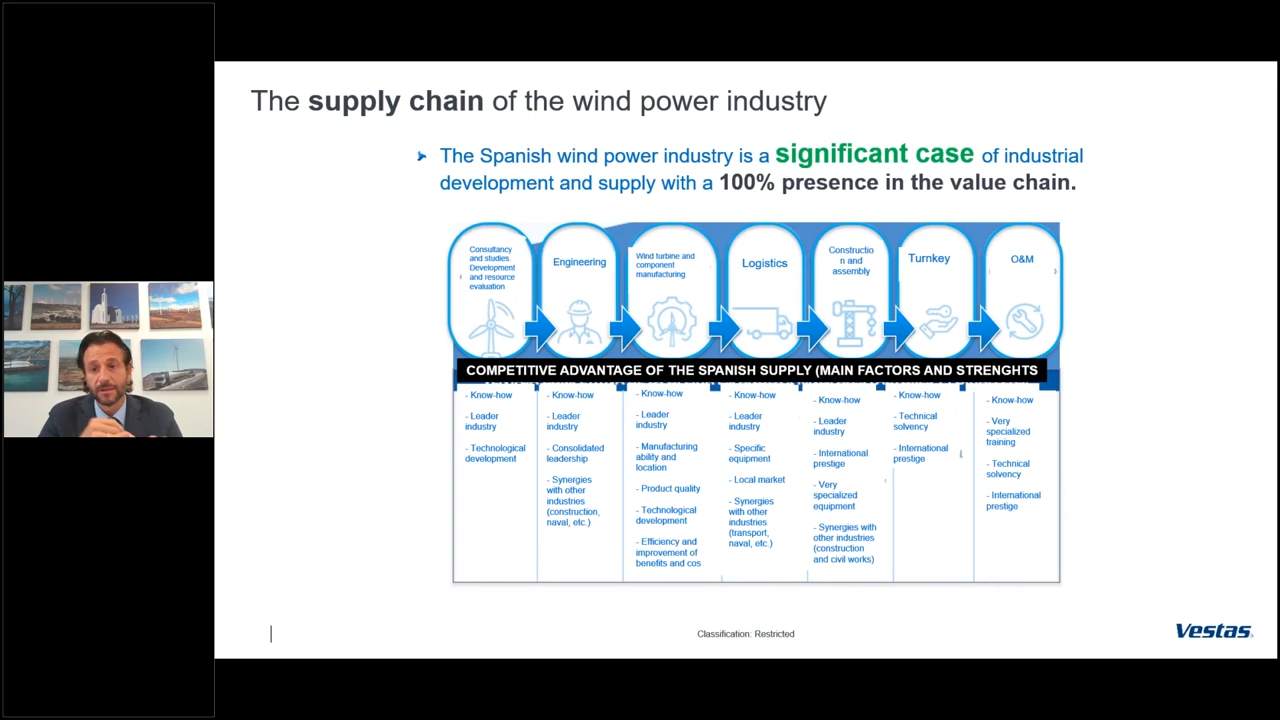 The supply chain of the wind power industry
The Spanish wind power industry is a significant case of industrial
development and supply with a 100% presence in the value chain.
Consultancy
and studies.
Development
and resource
evaluation
Engineering
Wind turbine and
component
manufacturing
Logistics
Constructio
n and
assembly
Turnkey
O&M
COMPETITIVE ADVANTAGE OF THE SPANISH SUPPLY (MAIN FACTORS AND STRENGHTS
- Know-how
- Leader
industry
- Technological
development
- Know-how
- Leader
industry
- Consolidated
leadership
- Synergies
with other
industries
(construction,
naval, etc.)
- Know-how
- Leader
industry
- Manufacturing
ability and
location
- Product quality
- Technological
development
- Efficiency and
improvement of
benefits and cos
- Know-how
- Leader
industry
- Specific
equipment
- Local market
- Synergies
with other
industries
(transport,
naval, etc.)
- Know-how
- Leader
industry
- International
prestige
- Very
specialized
equipment
- Synergies with
other industries
(construction
and civil works)
- Know-how
- Technical
solvency
- International
prestige
- Know-how
- Very
specialized
training
- Technical
solvency
- International
prestige
Classification: Restricted
Vestas